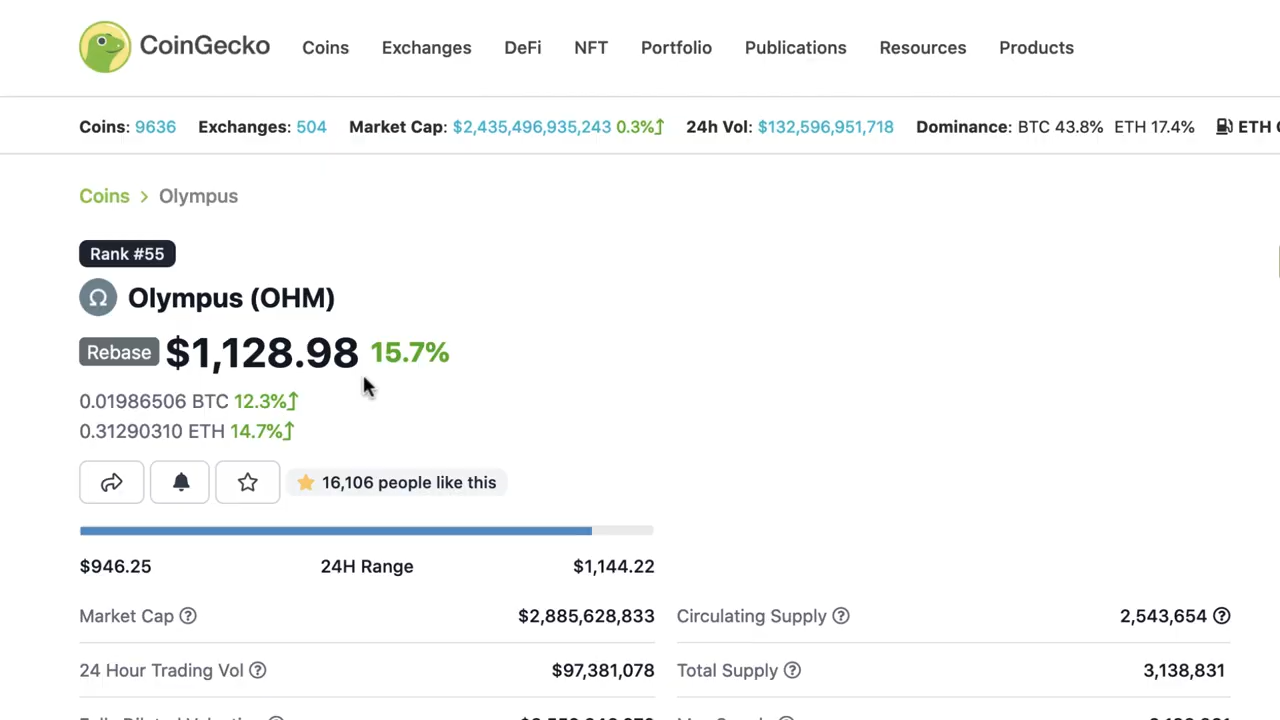 CoinGecko Coins Exchanges DeFi NFT Portfolio Publications Resources Products
Coins: 9636 Exchanges: 504 Market Cap: $2,435,496,935,243 0.3% 24h Vol: $132,596,951,718 Dominance: BTC 43.8% ETH 17.4% ETH
Coins > Olympus
Rank #55
Olympus (OHM)
Rebase $1,128.98 15.7%
0.01986506 BTC 12.3%
0.31290310 ETH 14.7%
16,106 people like this
$946.25 24H Range $1,144.22
Market Cap $2,885,628,833 Circulating Supply 2,543,654
24 Hour Trading Vol $97,381,078 Total Supply 3,138,831